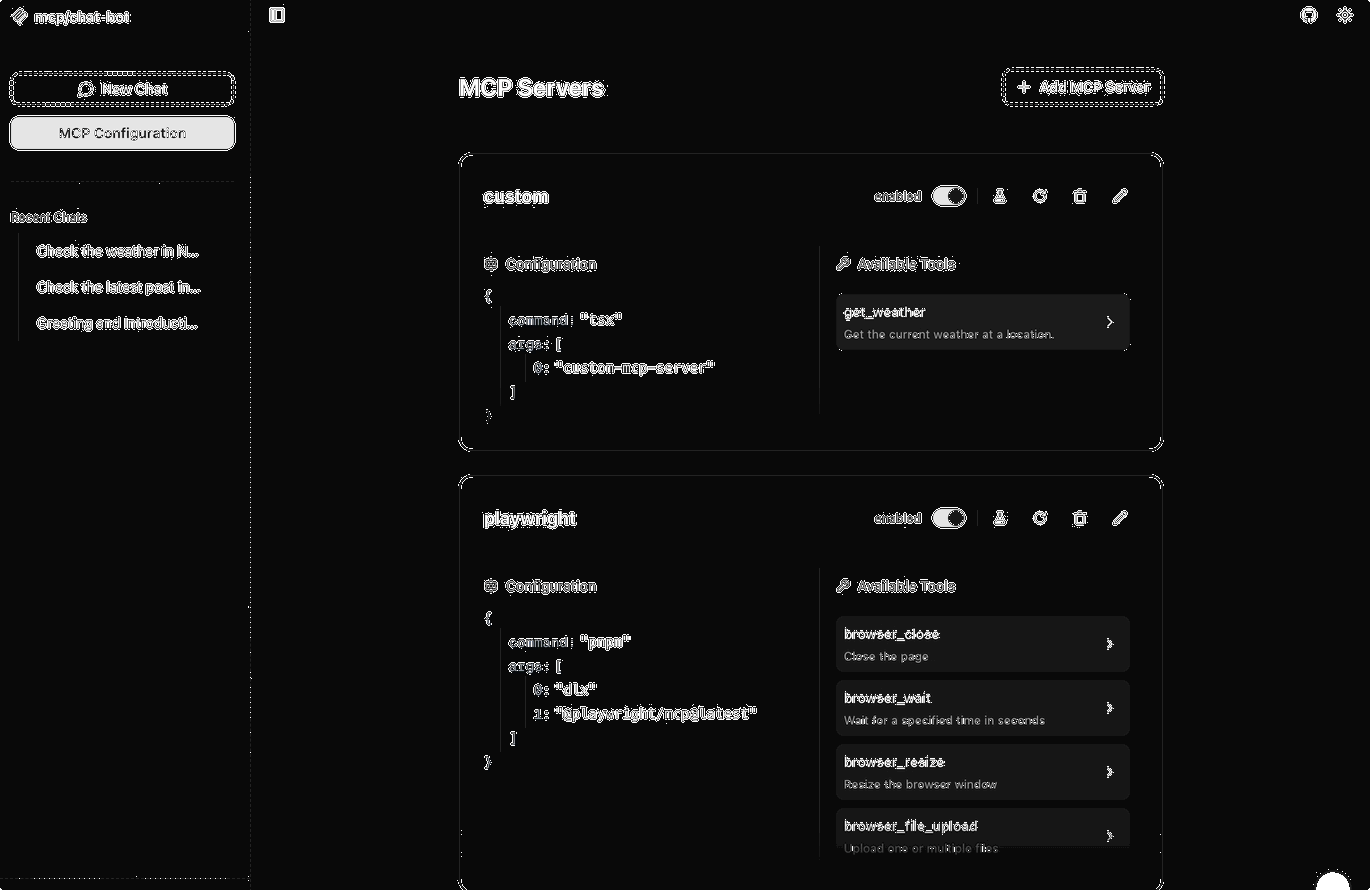 mcp/chat-bot
New Chat
MCP Configuration
Recent Chats
Check the weather in N...
Check the latest post in...
Greeting and Introducti...
MCP Servers
Add MCP Server
custom
enabled
Configuration
{
command: "tsx"
args: [
0: "custom-mcp-server"
]
}
Available Tools
get_weather
Get the current weather at a location.
playwright
enabled
Configuration
{
command: "pnpm"
args: [
0: "dlx"
1: "@playwright/mcp@latest"
]
}
Available Tools
browser_close
Close the page
browser_wait
Wait for a specified time in seconds
browser_resize
Resize the browser window
browser_file_upload
Upload one or multiple files